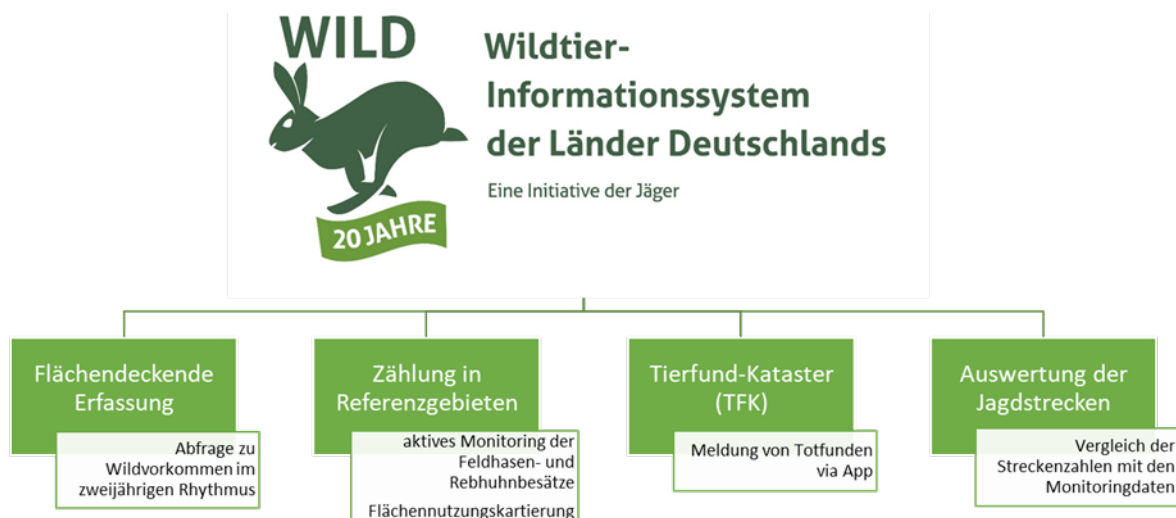 WILD
Wildtier-
Informationssystem
der Länder Deutschlands
Eine Initiative der Jäger
20 JAHRE
Flächendeckende
Erfassung
Abfrage zu
Wildvorkommen im
zweijährigen Rhythmus
Zählung in
Referenzgebieten
aktives Monitoring der
Feldhasen- und
Rebhuhnbesätze
Flächennutzungskartierung
Tierfund-Kataster
(TFK)
Meldung von Totfunden
via App
Auswertung der
Jagdstrecken
Vergleich der
Streckenzahlen mit den
Monitoringdaten